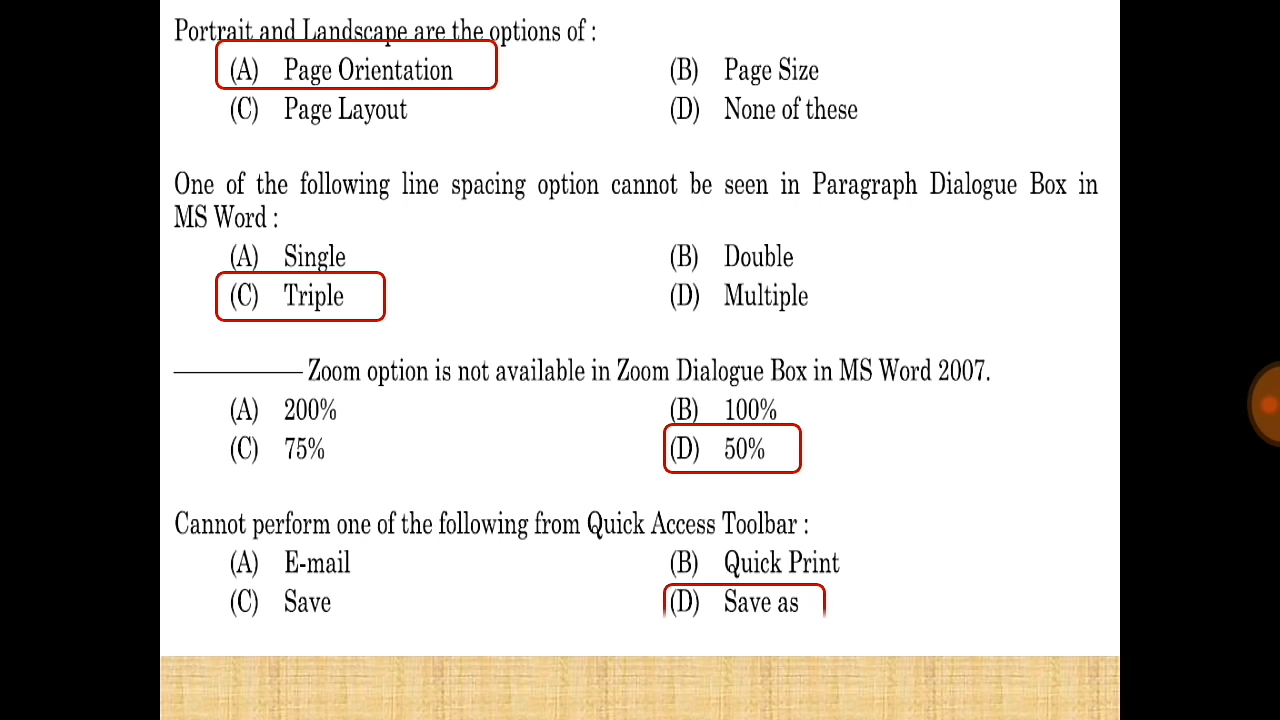 Portrait and Landscape are the options of :
(A) Page Orientation (B) Page Size
(C) Page Layout (D) None of these
One of the following line spacing option cannot be seen in Paragraph Dialogue Box in
MS Word :
(A) Single (B) Double
(C) Triple (D) Multiple
———— Zoom option is not available in Zoom Dialogue Box in MS Word 2007.
(A) 200% (B) 100%
(C) 75% (D) 50%
Cannot perform one of the following from Quick Access Toolbar :
(A) E-mail (B) Quick Print
(C) Save (D) Save as